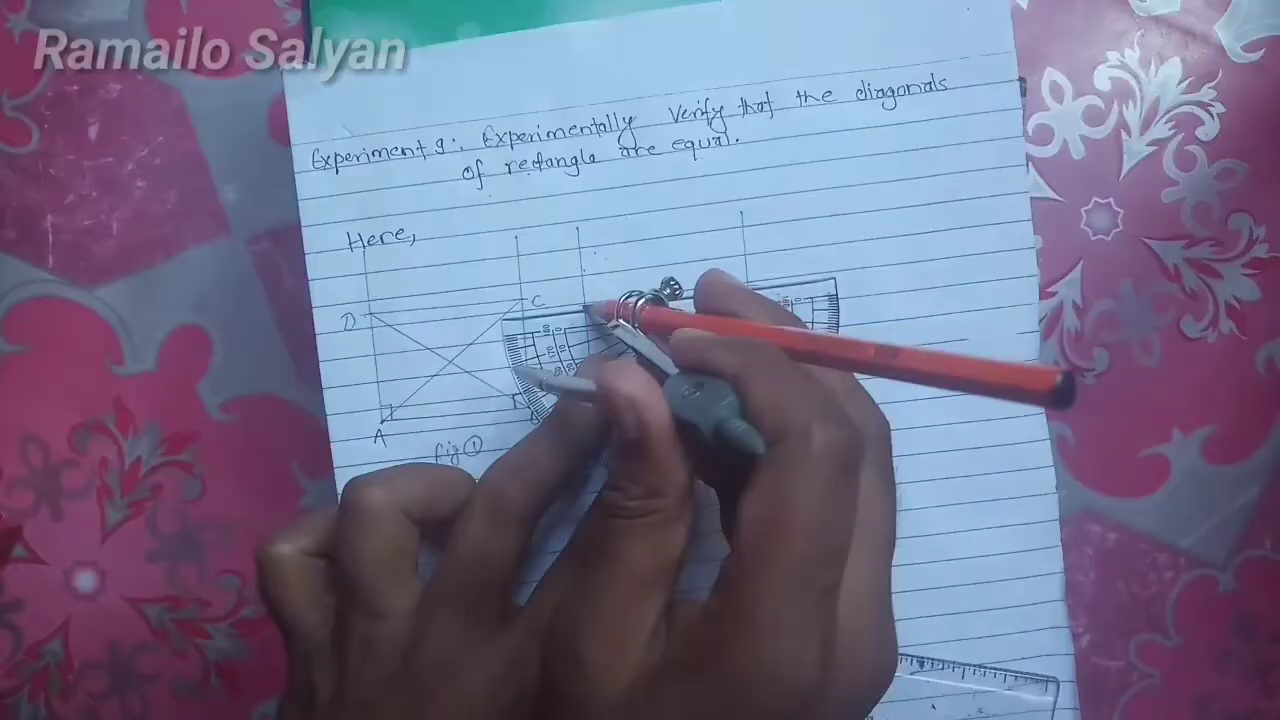 Ramailo Salyan
Experiment 9: Experimentally Verify that the diagonals
of rectangle are equal.
Here,
D
C
A
B
fig ①